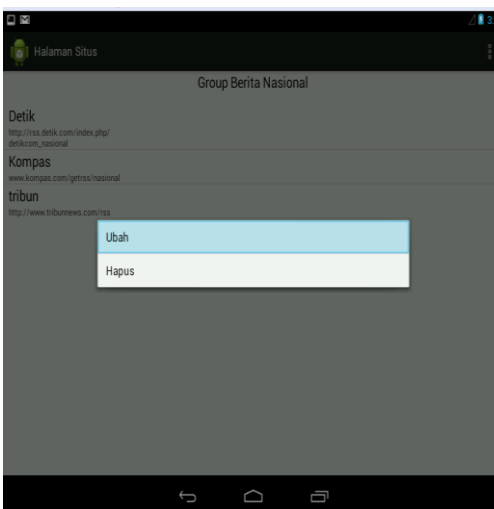 3:
Halaman Situs
Group Berita Nasional
Detik
http://rss.detik.com/index.php/
detikcom_nasional
Kompas
www.kompas.com/getrss/nasional
tribun
http://www.tribunnews.com/rss
Ubah
Hapus